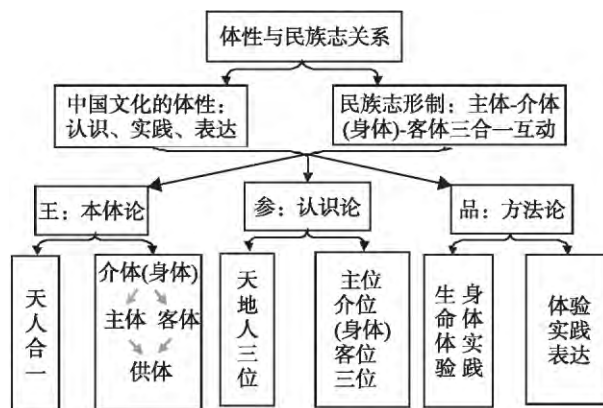 体性与民族志关系
中国文化的体性：
认识、实践、表达
民族志形制：主体-介体
(身体)-客体三合一互动
王：本体论
参：认识论
品：方法论
天人合一
介体(身体)
主体 客体
供体
天地人三位
主位
介位
(身体)
客位
三位
身体实践
生命体验
体验
实践
表达